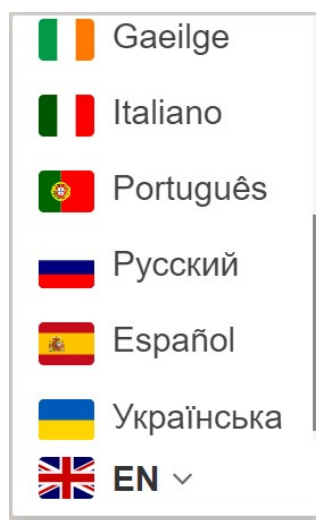 Gaeilge
Italiano
Português
Русский
Español
Українська
EN